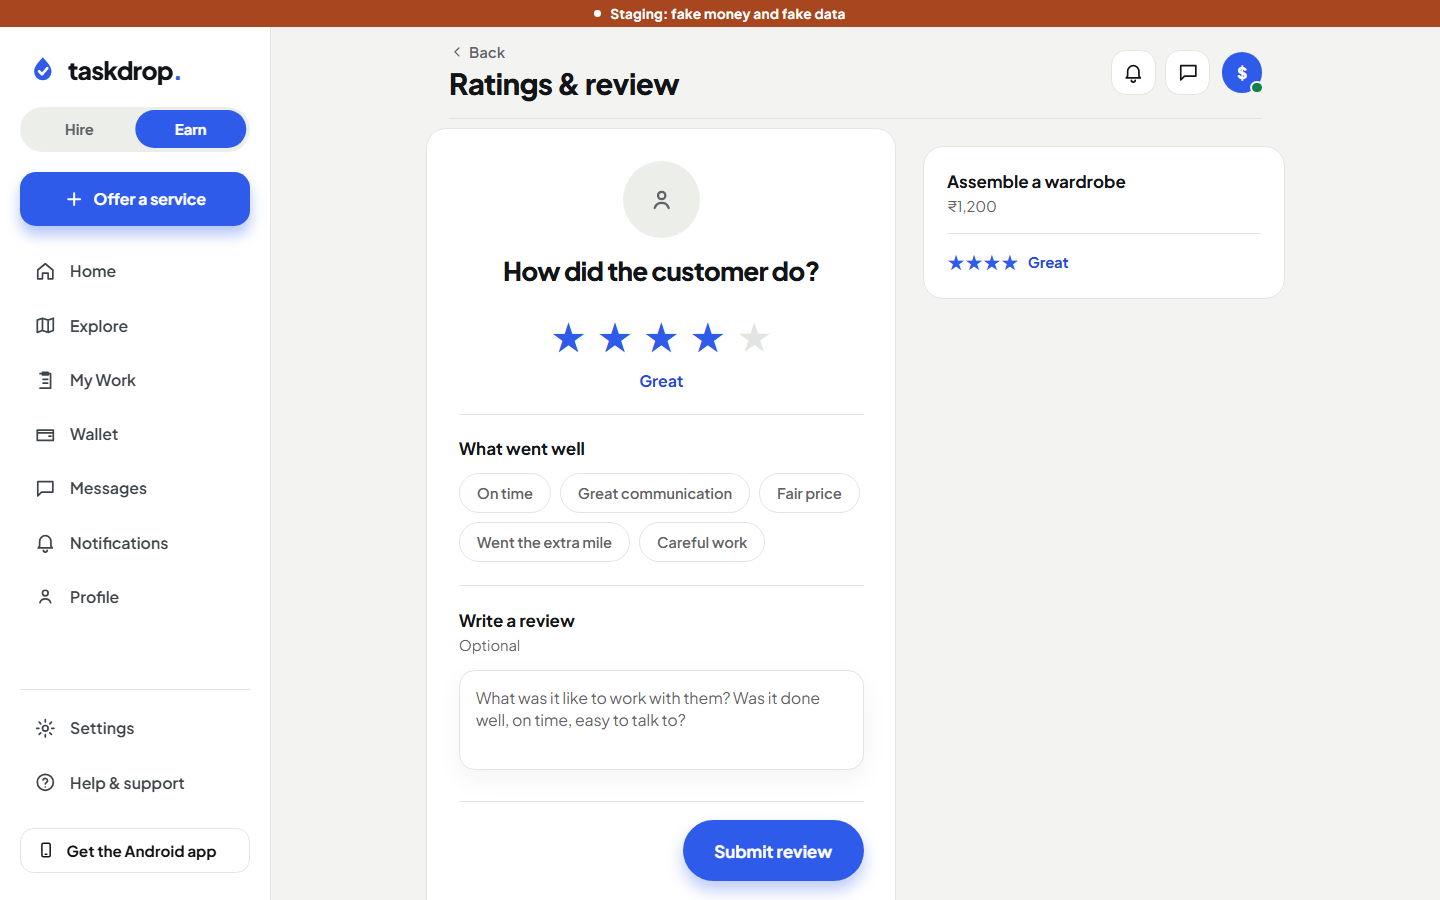 Staging: fake money and fake data
taskdrop.
Hire
Earn
Offer a service
Home
Explore
My Work
Wallet
Messages
Notifications
Profile
Settings
Help & support
Get the Android app
Back
Ratings & review
$
How did the customer do?
Great
What went well
On time
Great communication
Fair price
Went the extra mile
Careful work
Write a review
Optional
What was it like to work with them? Was it done
well, on time, easy to talk to?
Submit review
Assemble a wardrobe
₹1,200
Great